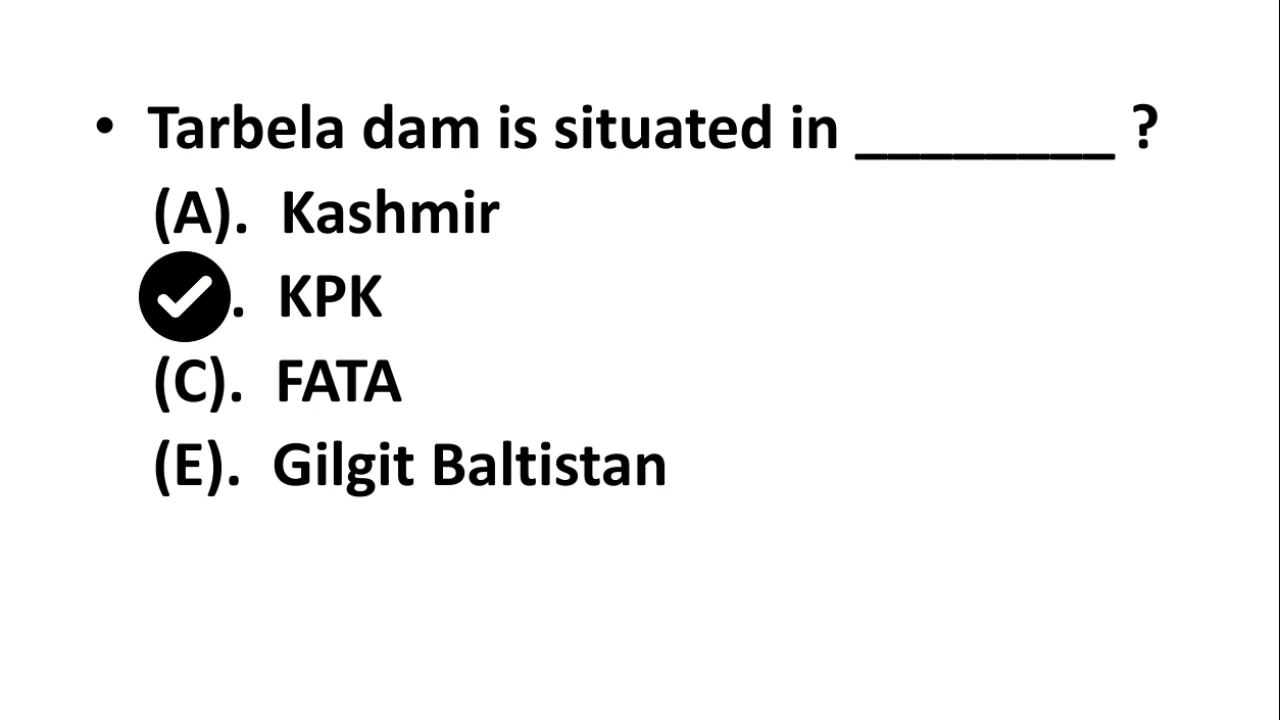 • Tarbela dam is situated in ________ ?
(A). Kashmir
. KPK
(C). FATA
(E). Gilgit Baltistan